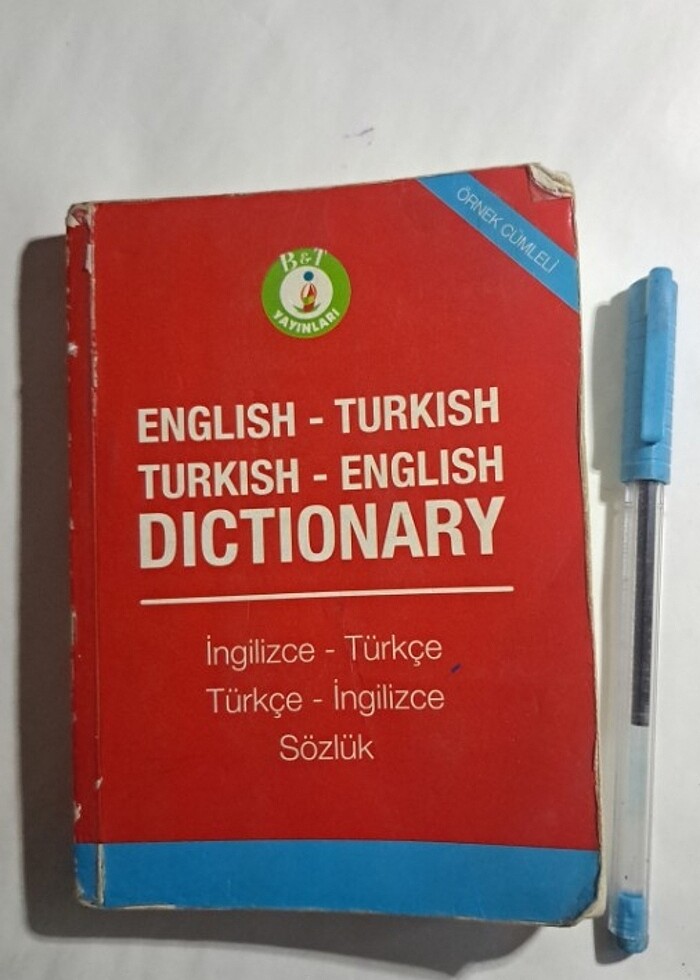 ÖRNEK CÜMLELİ
B&T
YAYINLARI
ENGLISH - TURKISH
TURKISH - ENGLISH
DICTIONARY
İngilizce - Türkçe
Türkçe - İngilizce
Sözlük